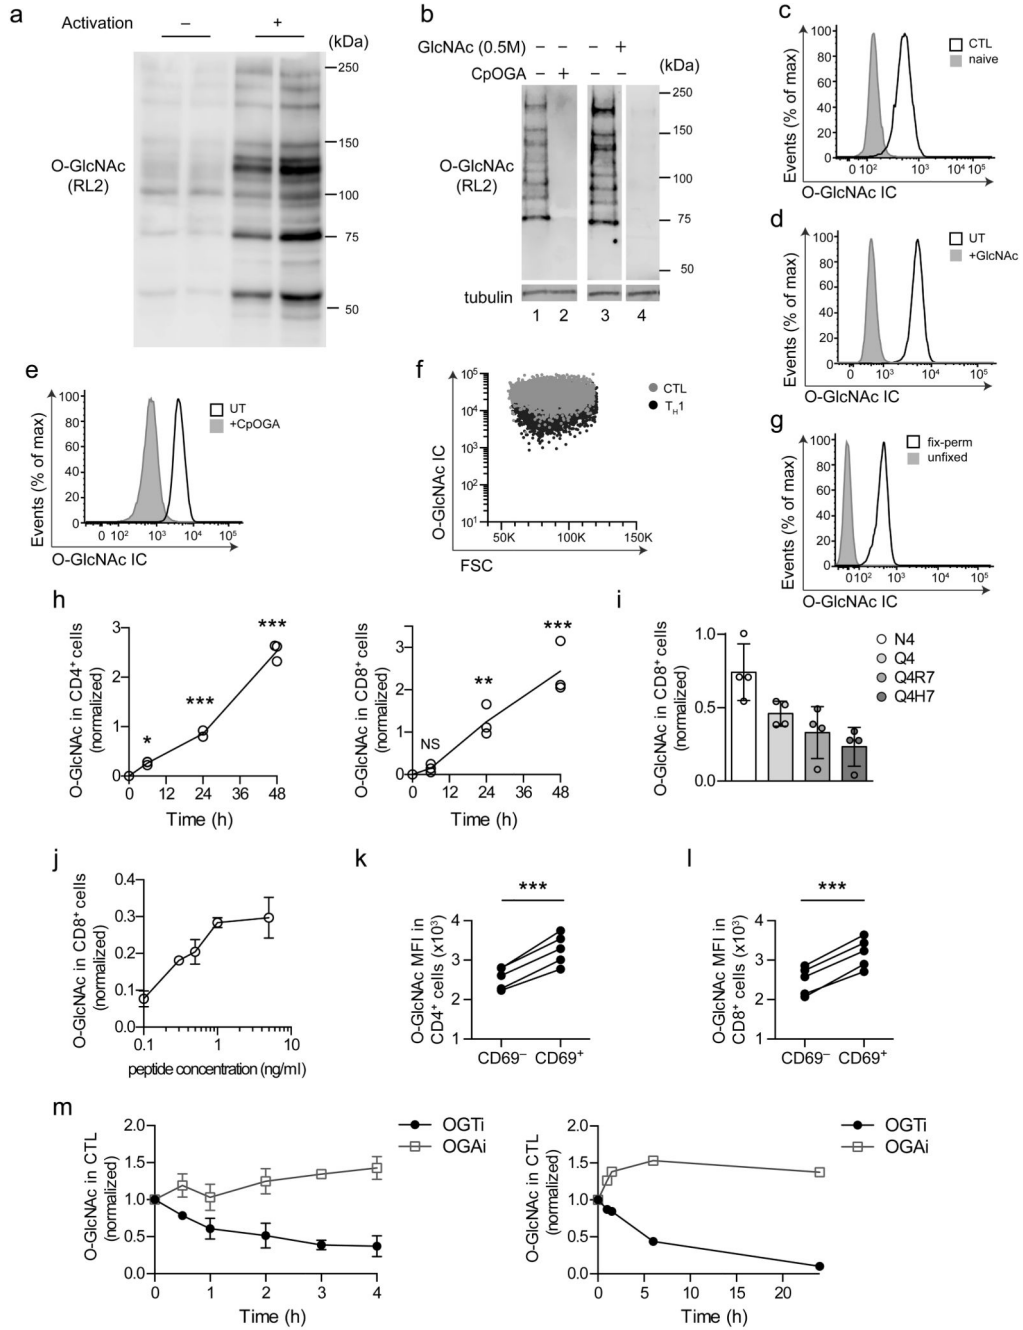 a
Activation – +
(kDa)
250
150
100
75
50
O-GlcNAc
(RL2)
b
GlcNAc (0.5M) – – – +
CpOGA – + – –
(kDa)
250
150
100
75
50
O-GlcNAc
(RL2)
tubulin
1 2 3 4
c
Events (% of max)
100
80
60
40
20
0
0 10² 10³ 10⁴ 10⁵
O-GlcNAc IC
CTL
naive
d
Events (% of max)
100
80
60
40
20
0
0 10³ 10⁴ 10⁵
O-GlcNAc IC
UT
+GlcNAc
e
Events (% of max)
100
80
60
40
20
0
0 10² 10³ 10⁴ 10⁵
O-GlcNAc IC
UT
+CpOGA
f
O-GlcNAc IC
10⁵
10⁴
10³
10¹
50K 100K 150K
FSC
CTL
TH1
g
Events (% of max)
100
80
60
40
20
0
0 10² 10³ 10⁴ 10⁵
O-GlcNAc IC
fix-perm
unfixed
h
O-GlcNAc in CD4⁺ cells
(normalized)
3
2
1
0
* *** ***
0 12 24 36 48
Time (h)
O-GlcNAc in CD8⁺ cells
(normalized)
3
2
1
0
NS ** ***
0 12 24 36 48
Time (h)
i
O-GlcNAc in CD8⁺ cells
(normalized)
1.0
0.5
0.0
N4
Q4
Q4R7
Q4H7
j
O-GlcNAc in CD8⁺ cells
(normalized)
0.4
0.3
0.2
0.1
0.0
0.1 1 10
peptide concentration (ng/ml)
k
O-GlcNAc MFI in
CD4⁺ cells (x10³)
4
3
2
1
***
CD69⁻ CD69⁺
l
O-GlcNAc MFI in
CD8⁺ cells (x10³)
4
3
2
1
***
CD69⁻ CD69⁺
m
O-GlcNAc in CTL
(normalized)
2.0
1.5
1.0
0.5
0.0
0 1 2 3 4
Time (h)
OGTi
OGAi
O-GlcNAc in CTL
(normalized)
2.0
1.5
1.0
0.5
0.0
0 5 10 15 20
Time (h)
OGTi
OGAi